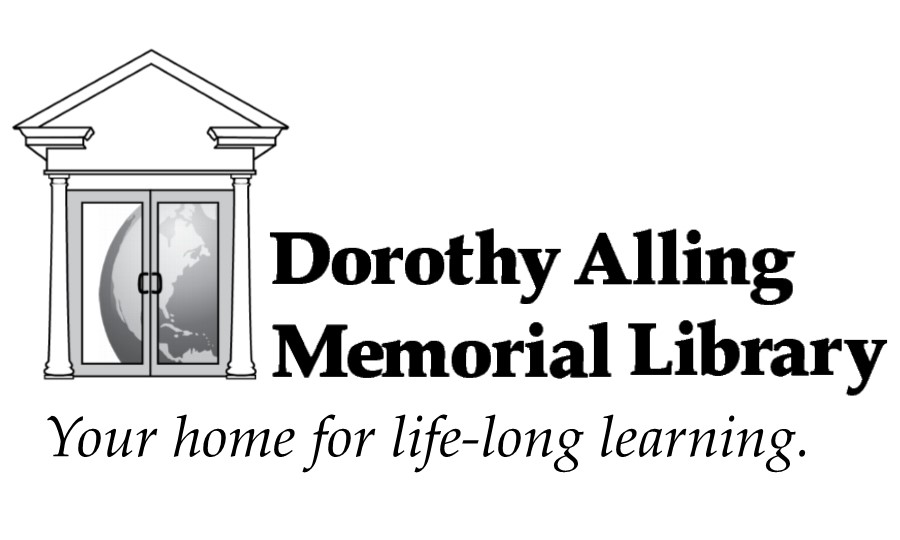 Dorothy Alling
Memorial Library
Your home for life-long learning.